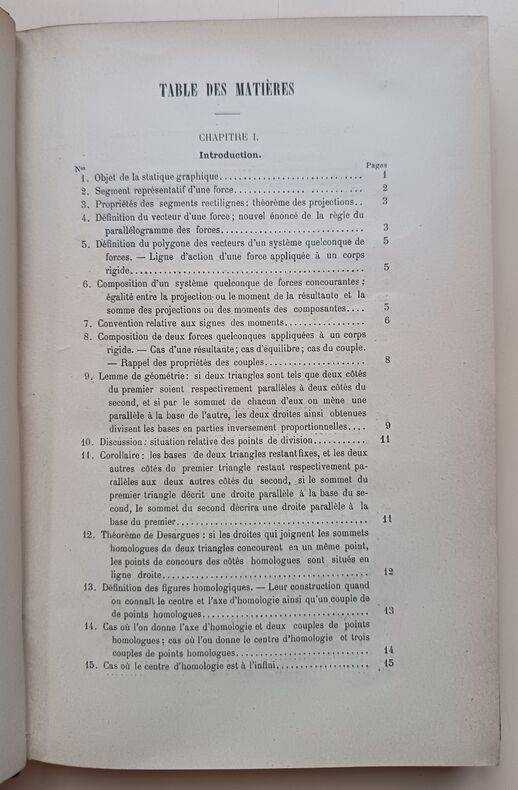 TABLE DES MATIÈRES
CHAPITRE I.
Introduction.
Nos Pages
1. Objet de la statique graphique.............................. 1
2. Segment représentatif d'une force.............. ........... 2
3. Propriétés des segments rectilignes : théorème des projections.. 3
4. Définition du vecteur d'une force ; nouvel énoncé de la règle du
parallélogramme des forces.............................. 3
5. Définition du polygone des vecteurs d'un système quelconque de 5
forces. — Ligne d'action d'une force appliquée à un corps
rigide.................................................. 5
6. Composition d'un système quelconque de forces concourantes :
égalité entre la projection ou le moment de la résultante et la
somme des projections ou des moments des composantes.... 5
7. Convention relative aux signes des moments................. 6
8. Composition de deux forces quelconques appliquées à un corps
rigide. — Cas d'une résultante ; cas d'équilibre ; cas du couple.
— Rappel des propriétés des couples..................... 8
9. Lemme de géométrie : si deux triangles sont tels que deux côtés
du premier soient respectivement parallèles à deux côtés du
second, et si par le sommet de chacun d'eux on mène une
parallèle à la base de l'autre, les deux droites ainsi obtenues
divisent les bases en parties inversement proportionnelles.... 9
10. Discussion : situation relative des points de division........... 11
11. Corollaire : les bases de deux triangles restant fixes, et les deux
autres côtés du premier triangle restant respectivement pa-
rallèles aux deux autres côtés du second, si le sommet du
premier triangle décrit une droite parallèle à la base du se-
cond, le sommet du second décrira une droite parallèle à la
base du premier........................................ 11
12. Théorème de Desargues : si les droites qui joignent les sommets
homologues de deux triangles concourent en un même point,
les points de concours des côtés homologues sont situés en
ligne droite............................................ 12
13. Définition des figures homologiques. — Leur construction quand
on connaît le centre et l'axe d'homologie ainsi qu'un couple de
de points homologues.................................... 13
14. Cas où l'on donne l'axe d'homologie et deux couples de points
homologues ; cas où l'on donne le centre d'homologie et trois
couples de points homologues............................ 14
15. Cas où le centre d'homologie est à l'infini.................... 15